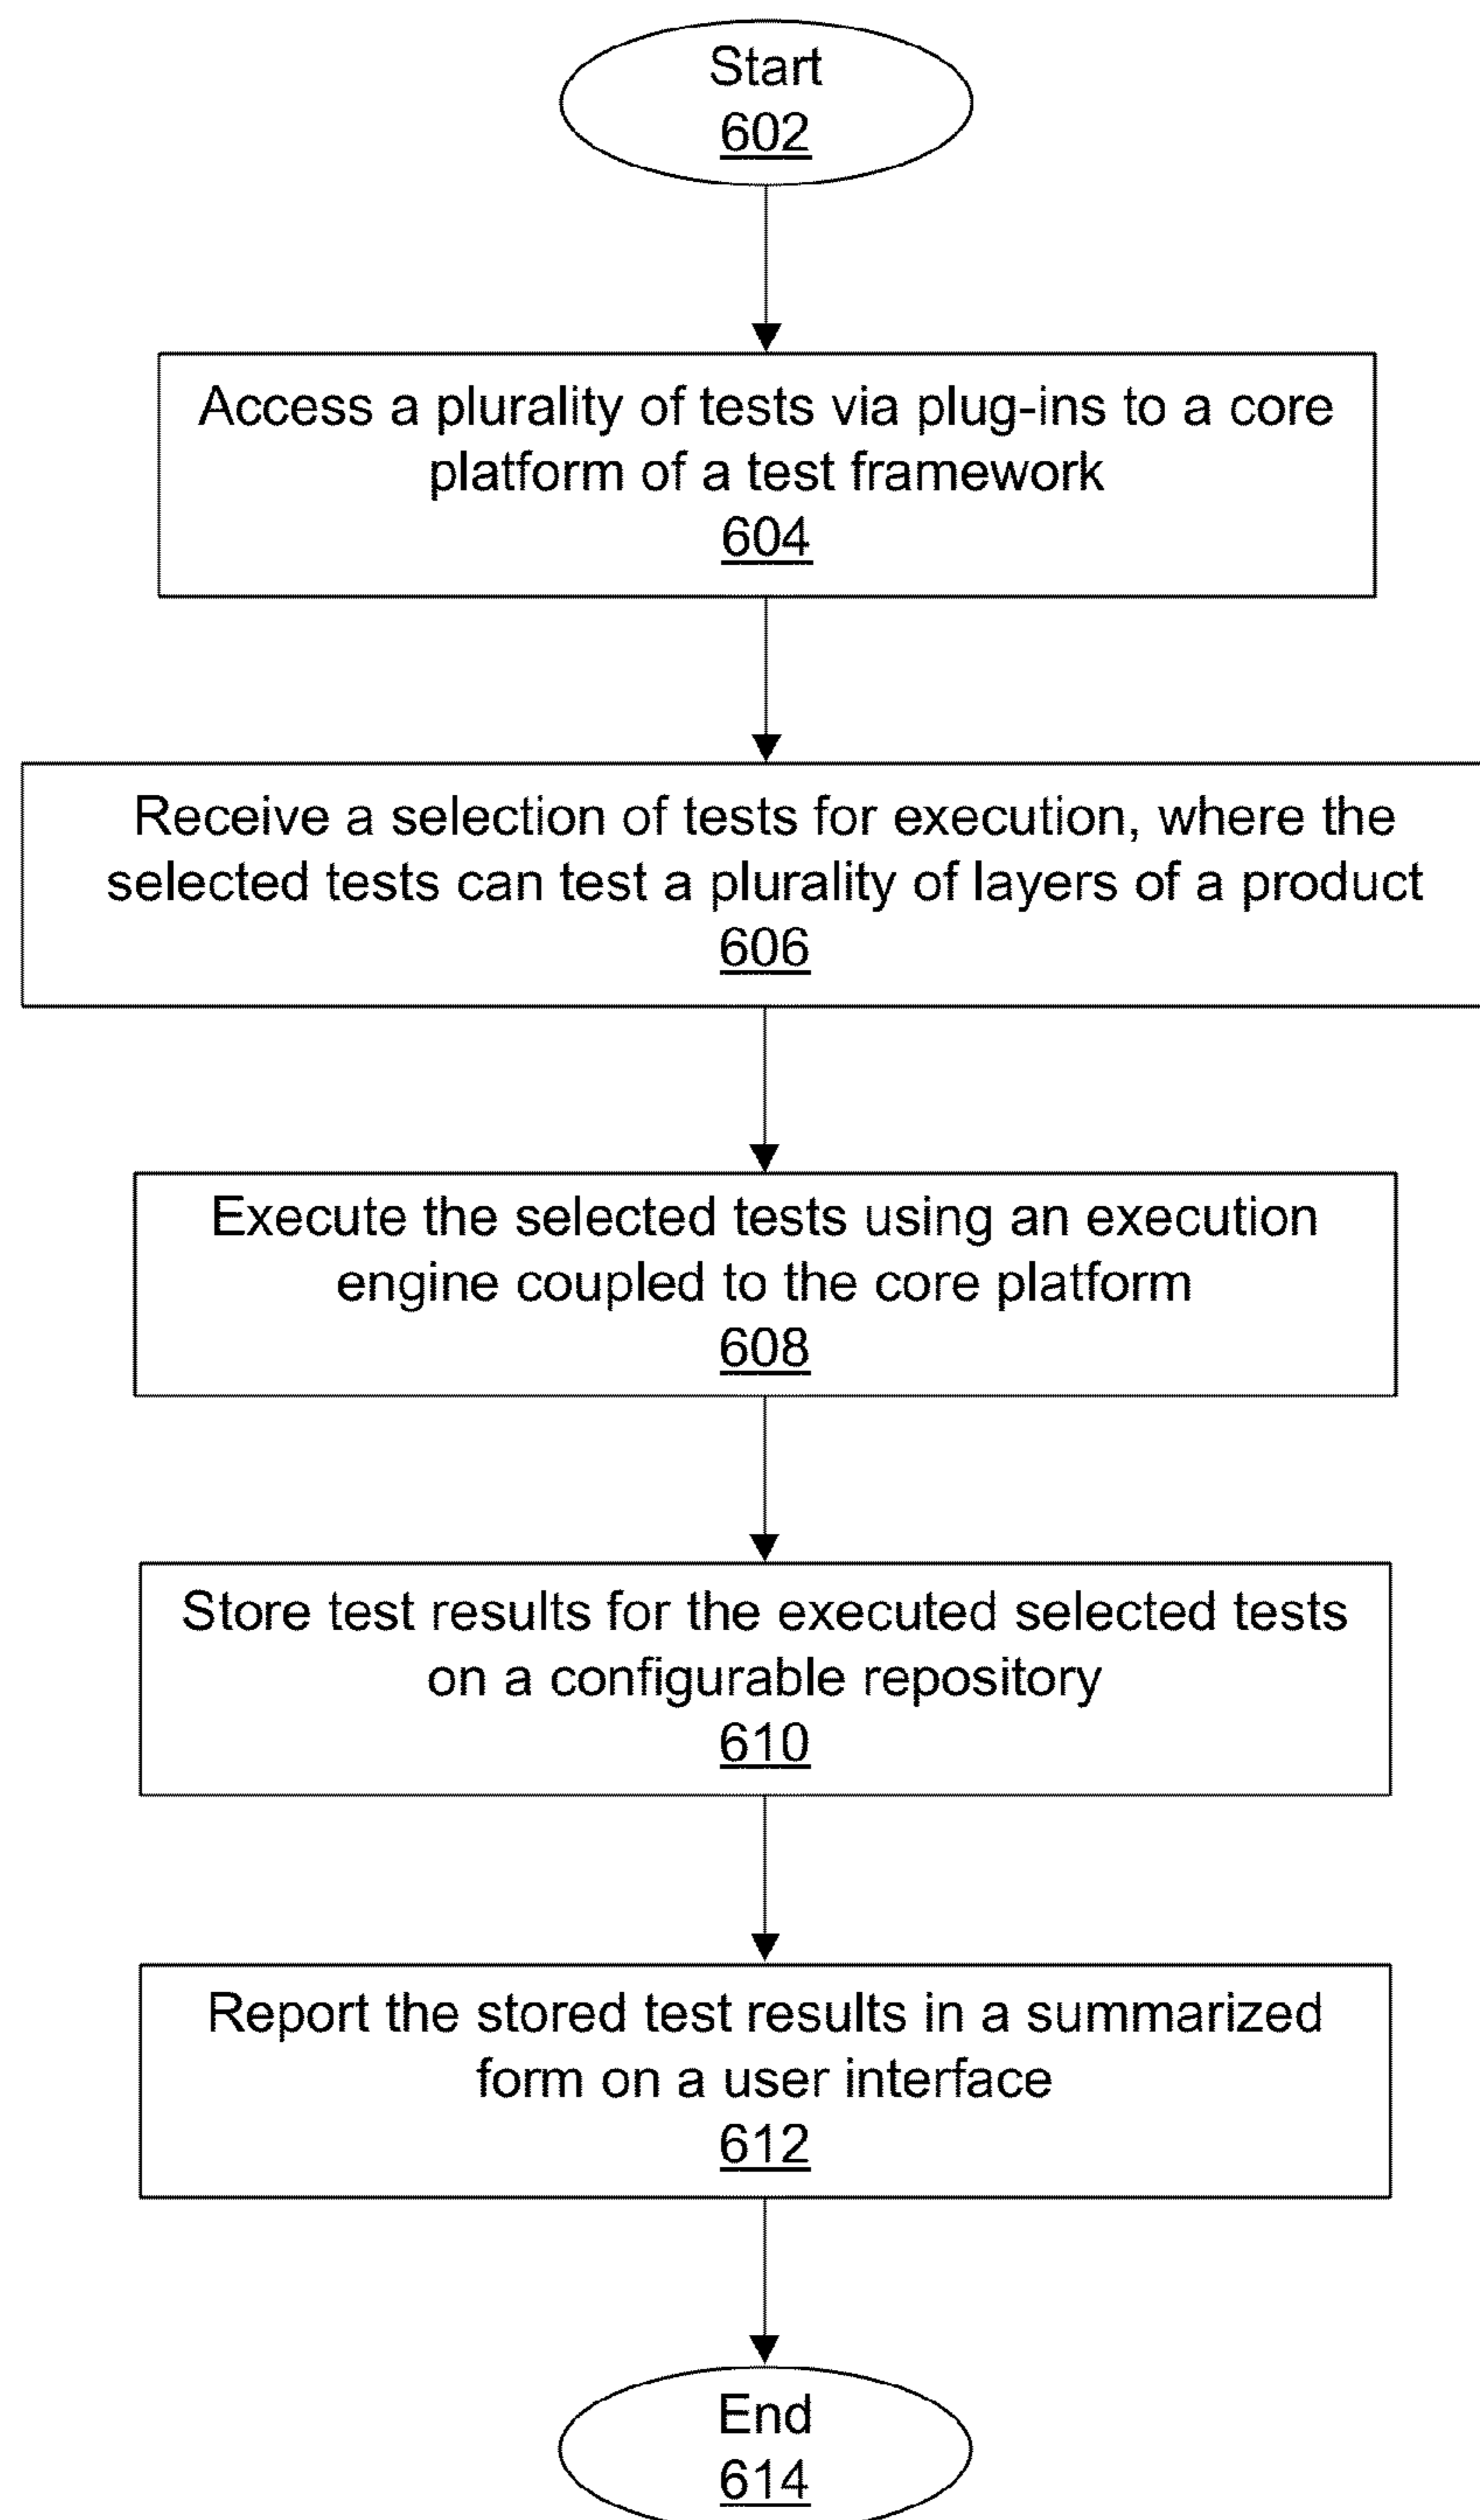 Start
602
Access a plurality of tests via plug-ins to a core
platform of a test framework
604
Receive a selection of tests for execution, where the
selected tests can test a plurality of layers of a product
606
Execute the selected tests using an execution
engine coupled to the core platform
608
Store test results for the executed selected tests
on a configurable repository
610
Report the stored test results in a summarized
form on a user interface
612
End
614